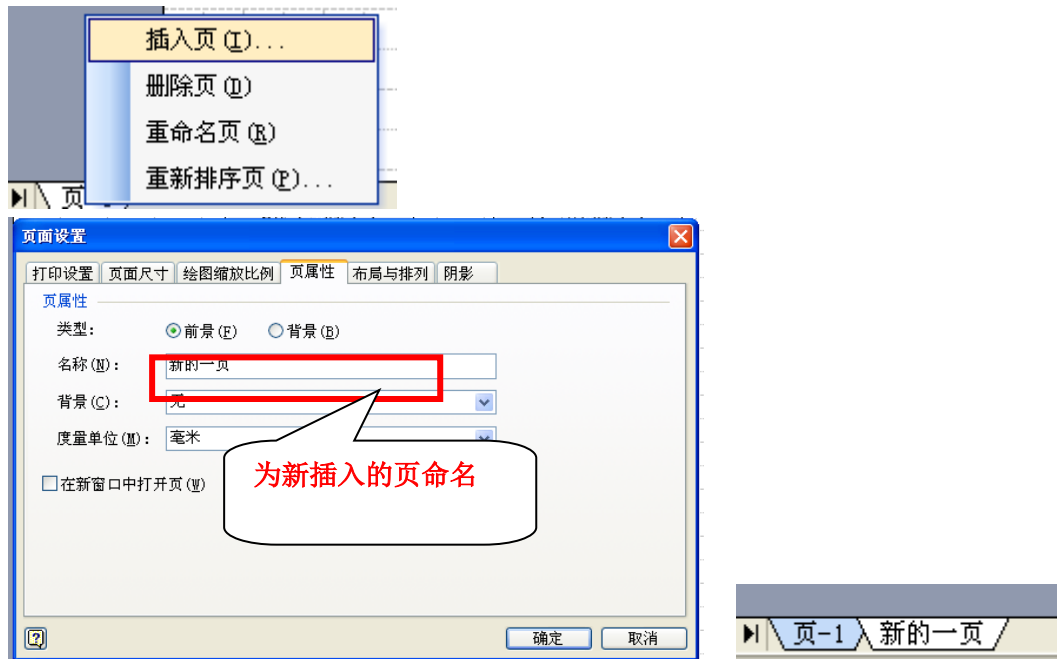 插入页(I)...
删除页(D)
重命名页(R)
重新排序页(P)...
页
页面设置
打印设置 页面尺寸 绘图缩放比例 页属性 布局与排列 阴影
页属性
类型: 前景(F) 背景(B)
名称(N): 新的一页
背景(C): 无
度量单位(M): 毫米
为新插入的页命名
在新窗口中打开页(W)
确定 取消
页-1 新的一页